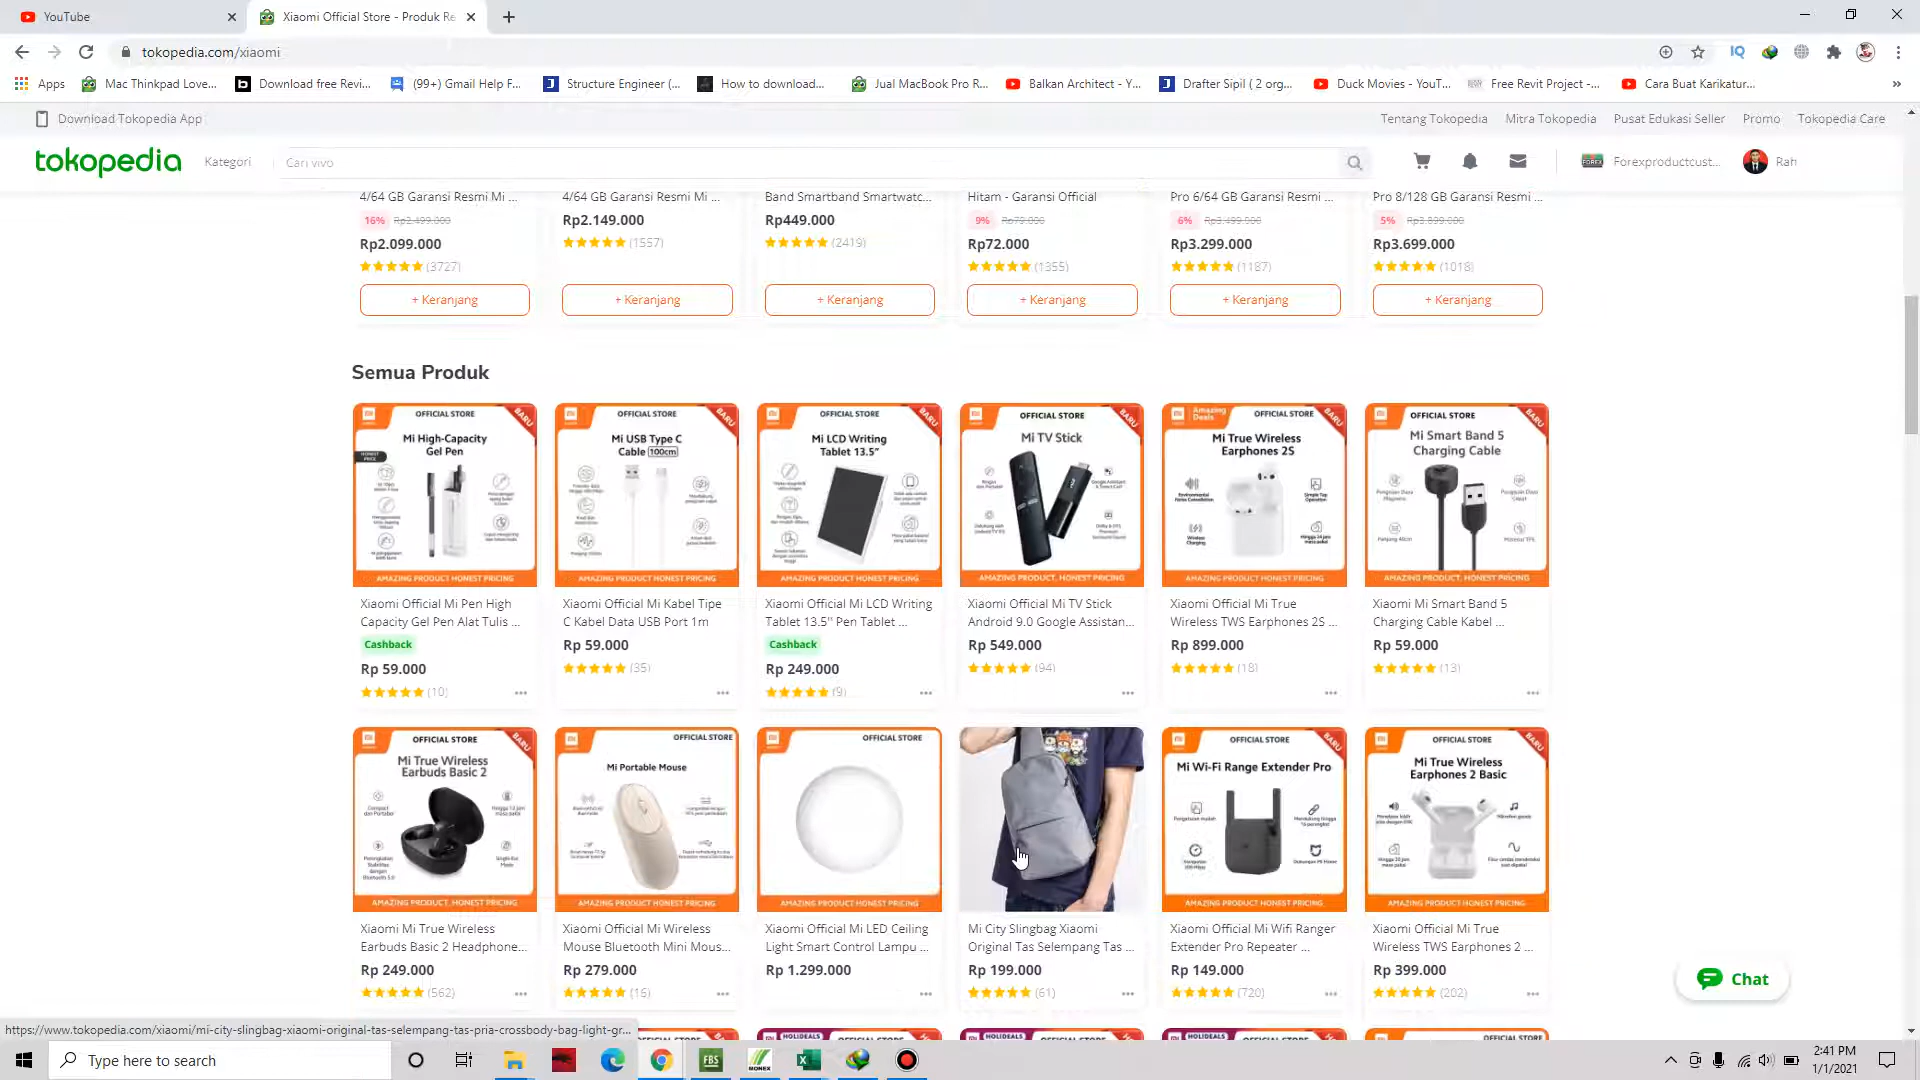 YouTube
Xiaomi Official Store - Produk Re
tokopedia.com/xiaomi
Apps
Mac Thinkpad Love...
Download free Revi...
(99+) Gmail Help F...
Structure Engineer (...
How to download...
Jual MacBook Pro R...
Balkan Architect - Y...
Drafter Sipil ( 2 org...
Duck Movies - YouT...
Free Revit Project -...
Cara Buat Karikatur...
Download Tokopedia App
Tentang Tokopedia
Mitra Tokopedia
Pusat Edukasi Seller
Promo
Tokopedia Care
tokopedia
Kategori
Cari vivo
Forexproductcust...
Rah
4/64 GB Garansi Resmi Mi ...
16% Rp2.499.000
Rp2.099.000
(3727)
+ Keranjang
4/64 GB Garansi Resmi Mi ...
Rp2.149.000
(1557)
+ Keranjang
Band Smartband Smartwatc...
Rp449.000
(2419)
+ Keranjang
Hitam - Garansi Official
9% Rp79.000
Rp72.000
(1355)
+ Keranjang
Pro 6/64 GB Garansi Resmi ...
6% Rp3.499.000
Rp3.299.000
(1187)
+ Keranjang
Pro 8/128 GB Garansi Resmi ...
5% Rp3.899.000
Rp3.699.000
(1018)
+ Keranjang
Semua Produk
OFFICIAL STORE
BARU
Mi High-Capacity
Gel Pen
HONEST
PRICE
AMAZING PRODUCT HONEST PRICING
Xiaomi Official Mi Pen High
Capacity Gel Pen Alat Tulis ...
Cashback
Rp 59.000
(10)
OFFICIAL STORE
BARU
Mi USB Type C
Cable 100cm
AMAZING PRODUCT HONEST PRICING
Xiaomi Official Mi Kabel Tipe
C Kabel Data USB Port 1m
Rp 59.000
(35)
OFFICIAL STORE
BARU
Mi LCD Writing
Tablet 13.5"
AMAZING PRODUCT HONEST PRICING
Xiaomi Official Mi LCD Writing
Tablet 13.5" Pen Tablet ...
Cashback
Rp 249.000
(9)
OFFICIAL STORE
BARU
Mi TV Stick
AMAZING PRODUCT, HONEST PRICING
Xiaomi Official Mi TV Stick
Android 9.0 Google Assistan...
Rp 549.000
(94)
Amazing
Deals
OFFICIAL STORE
BARU
Mi True Wireless
Earphones 2S
Simple Tap
Operation
Wireless
Charging
AMAZING PRODUCT HONEST PRICING
Xiaomi Official Mi True
Wireless TWS Earphones 2S ...
Rp 899.000
(18)
OFFICIAL STORE
BARU
Mi Smart Band 5
Charging Cable
AMAZING PRODUCT HONEST PRICING
Xiaomi Mi Smart Band 5
Charging Cable Kabel ...
Rp 59.000
(13)
OFFICIAL STORE
BARU
Mi True Wireless
Earbuds Basic 2
AMAZING PRODUCT HONEST PRICING
Xiaomi Mi True Wireless
Earbuds Basic 2 Headphone...
Rp 249.000
(562)
OFFICIAL STORE
Mi Portable Mouse
AMAZING PRODUCT HONEST PRICING
Xiaomi Official Mi Wireless
Mouse Bluetooth Mini Mous...
Rp 279.000
(16)
OFFICIAL STORE
AMAZING PRODUCT HONEST PRICING
Xiaomi Official Mi LED Ceiling
Light Smart Control Lampu ...
Rp 1.299.000
Mi City Slingbag Xiaomi
Original Tas Selempang Tas ...
Rp 199.000
(61)
OFFICIAL STORE
BARU
Mi Wi-Fi Range Extender Pro
AMAZING PRODUCT HONEST PRICING
Xiaomi Official Mi Wifi Ranger
Extender Pro Repeater ...
Rp 149.000
(720)
OFFICIAL STORE
BARU
Mi True Wireless
Earphones 2 Basic
AMAZING PRODUCT HONEST PRICING
Xiaomi Official Mi True
Wireless TWS Earphones 2 ...
Rp 399.000
(202)
Chat
https://www.tokopedia.com/xiaomi/mi-city-slingbag-xiaomi-original-tas-selempang-tas-pria-crossbody-bag-light-gr...
HOLIDEALS
HOLIDEALS
HOLIDEALS
OFFICIAL STORE
Type here to search
FBS
MONEX
2:41 PM
1/1/2021